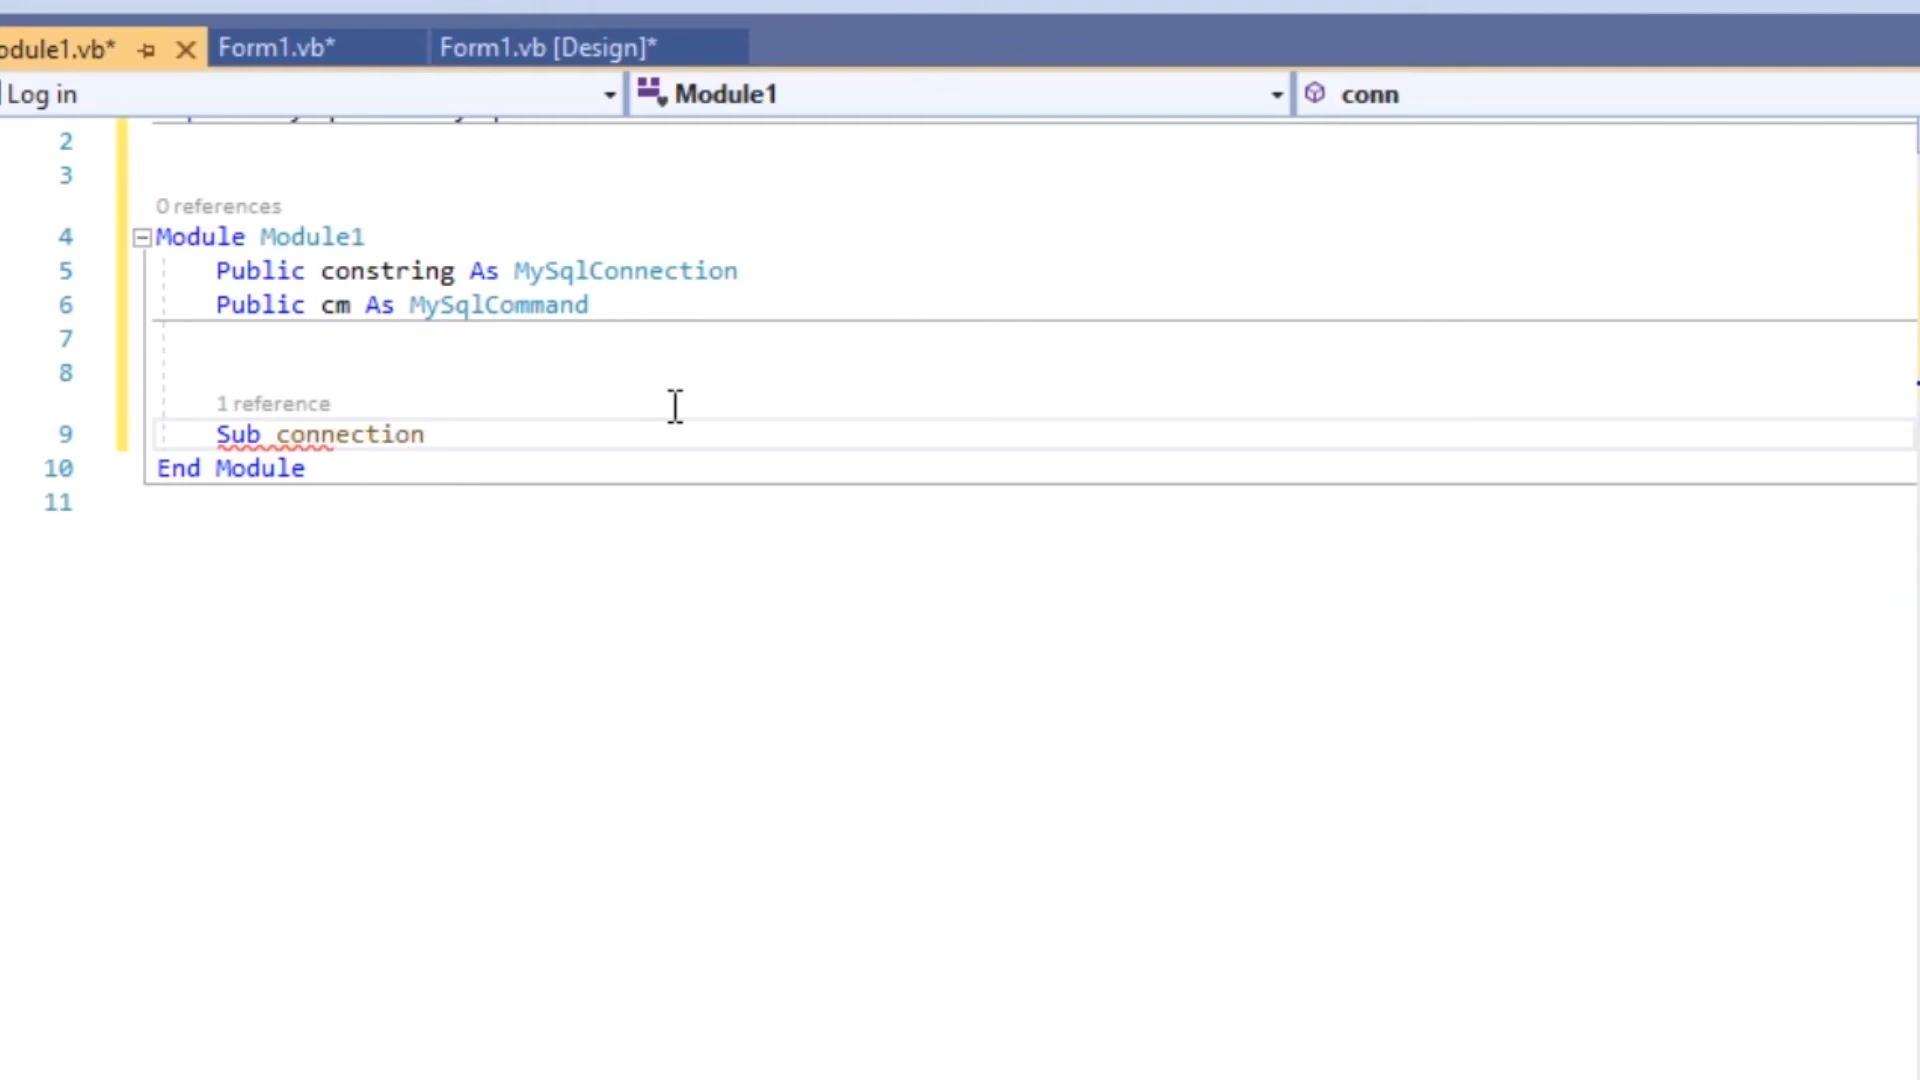 odule1.vb* Form1.vb* Form1.vb [Design]*
Log in Module1 conn
2
3
0 references
4 Module Module1
5 Public constring As MySqlConnection
6 Public cm As MySqlCommand
7
8
1 reference
9 Sub connection
10 End Module
11